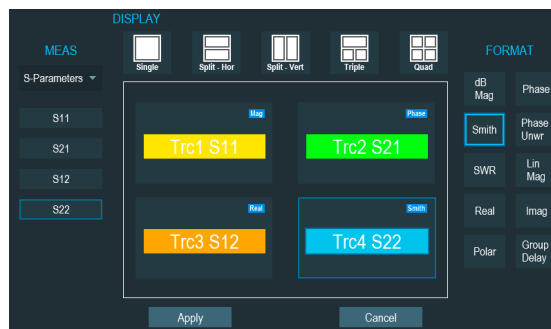 DISPLAY
MEAS
FORMAT
Single
Split - Hor
Split - Vert
Triple
Quad
S-Parameters
dB
Mag
Phase
S11
Mag
Phase
Smith
Phase
Unwr
Trc1 S11
Trc2 S21
S21
S12
SWR
Lin
Mag
S22
Real
Smith
Real
Imag
Trc3 S12
Trc4 S22
Polar
Group
Delay
Apply
Cancel